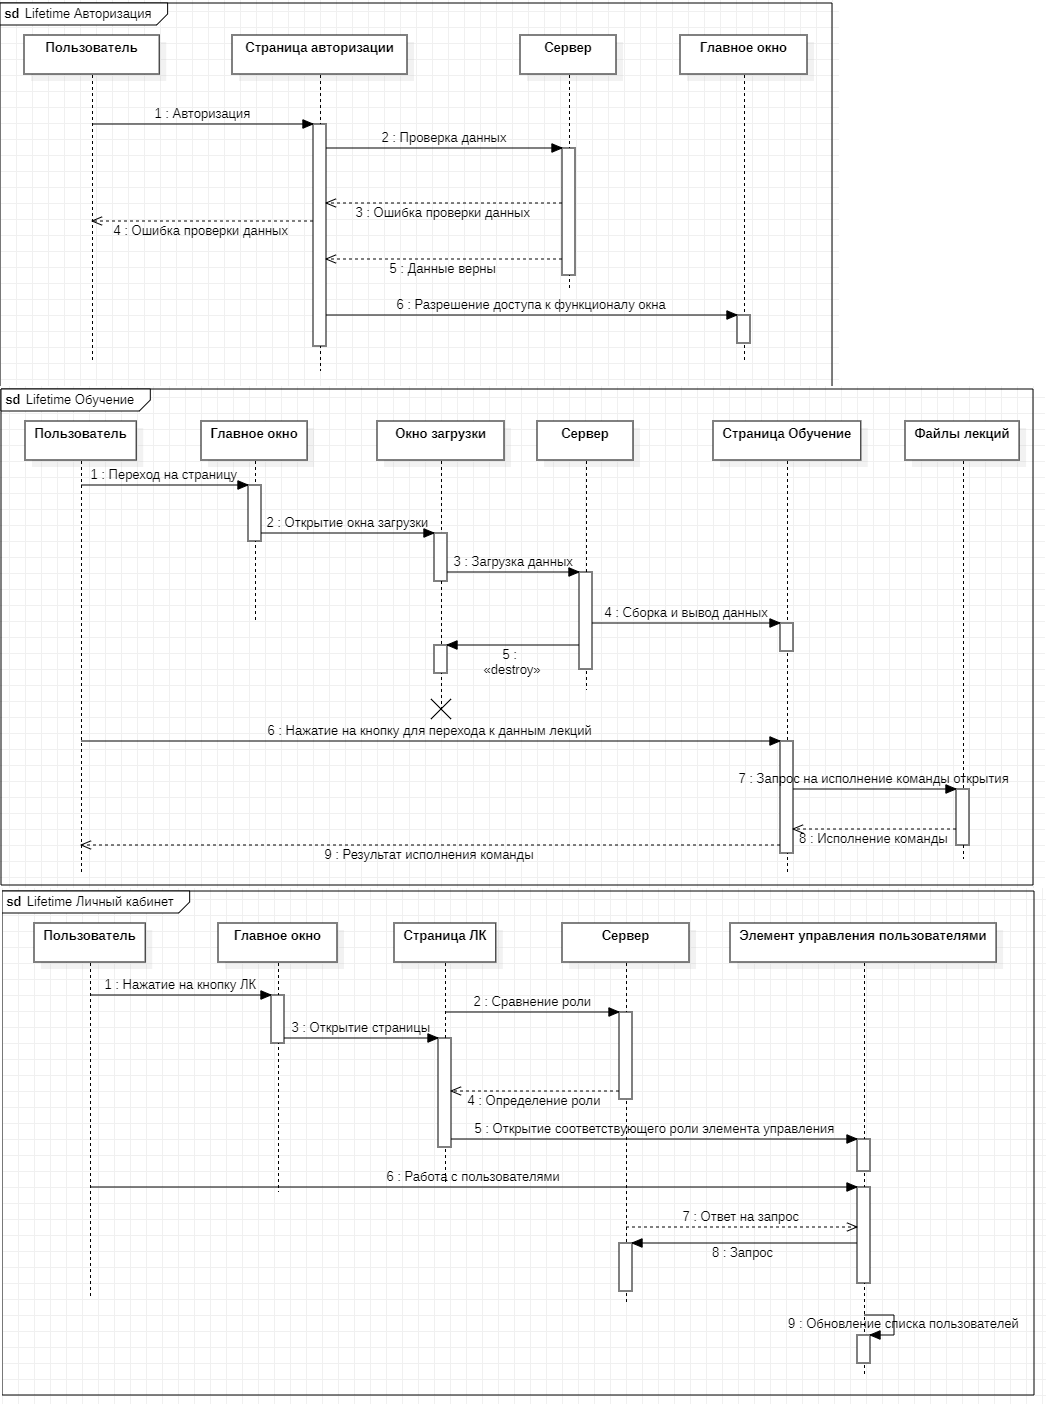 sd Lifetime Авторизация
Пользователь
Страница авторизации
Сервер
Главное окно
1 : Авторизация
2 : Проверка данных
3 : Ошибка проверки данных
4 : Ошибка проверки данных
5 : Данные верны
6 : Разрешение доступа к функционалу окна
sd Lifetime Обучение
Пользователь
Главное окно
Окно загрузки
Сервер
Страница Обучение
Файлы лекций
1 : Переход на страницу
2 : Открытие окна загрузки
3 : Загрузка данных
4 : Сборка и вывод данных
5 :
«destroy»
6 : Нажатие на кнопку для перехода к данным лекций
7 : Запрос на исполнение команды открытия
8 : Исполнение команды
9 : Результат исполнения команды
sd Lifetime Личный кабинет
Пользователь
Главное окно
Страница ЛК
Сервер
Элемент управления пользователями
1 : Нажатие на кнопку ЛК
2 : Сравнение роли
3 : Открытие страницы
4 : Определение роли
5 : Открытие соответствующего роли элемента управления
6 : Работа с пользователями
7 : Ответ на запрос
8 : Запрос
9 : Обновление списка пользователей